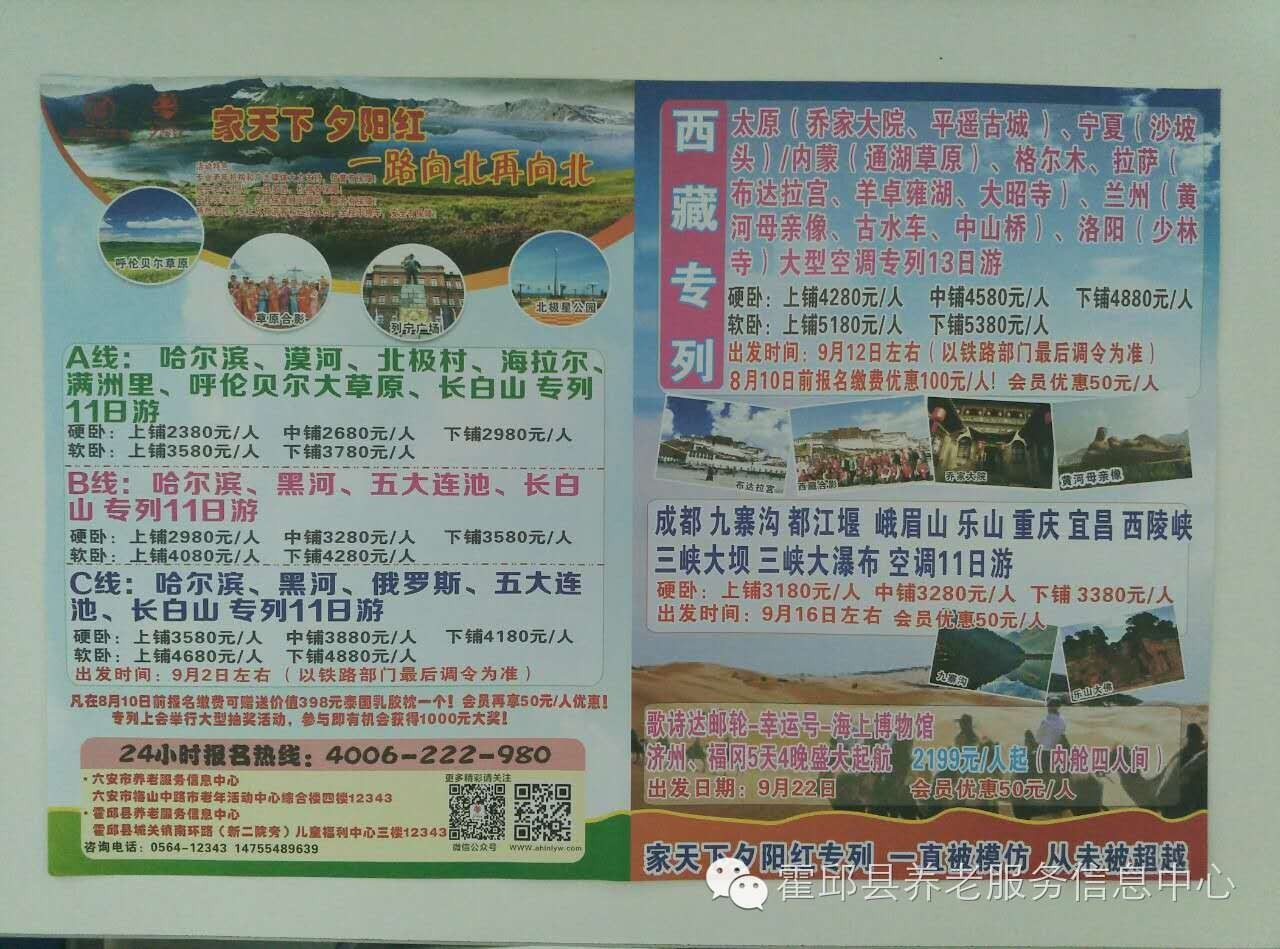 家天下 夕阳红
一路向北再向北
呼伦贝尔草原
草原合影
列宁广场
北极星公园
A线：哈尔滨、漠河、北极村、海拉尔、
满洲里、呼伦贝尔大草原、长白山 专列
11日游
硬卧：上铺2380元/人 中铺2680元/人 下铺2980元/人
软卧：上铺3580元/人 下铺3780元/人
B线：哈尔滨、黑河、五大连池、长白
山 专列11日游
硬卧：上铺2980元/人 中铺3280元/人 下铺3580元/人
软卧：上铺4080元/人 下铺4280元/人
C线：哈尔滨、黑河、俄罗斯、五大连
池、长白山 专列11日游
硬卧：上铺3580元/人 中铺3880元/人 下铺4180元/人
软卧：上铺4680元/人 下铺4880元/人
出发时间：9月2日左右（以铁路部门最后调令为准）
凡在8月10日前报名缴费可赠送价值398元泰国乳胶枕一个！会员再享50元/人优惠！
专列上会举行大型抽奖活动，参与即有机会获得1000元大奖！
24小时报名热线：4006-222-980
·六安市养老服务信息中心
六安市梅山中路市老年活动中心综合楼四楼12343
·霍邱县养老服务信息中心
霍邱县城关镇南环路（新二院旁）儿童福利中心三楼12343
咨询电话：0564-12343 14755489639
更多精彩请关注
微信公众号
www.ahlnlyw.com
西藏专列
太原（乔家大院、平遥古城）、宁夏（沙坡
头）/内蒙（通湖草原）、格尔木、拉萨（
布达拉宫、羊卓雍湖、大昭寺）、兰州（黄
河母亲像、古水车、中山桥）、洛阳（少林
寺）大型空调专列13日游
硬卧：上铺4280元/人 中铺4580元/人 下铺4880元/人
软卧：上铺5180元/人 下铺5380元/人
出发时间：9月12日左右（以铁路部门最后调令为准）
8月10日前报名缴费优惠100元/人！会员优惠50元/人
布达拉宫
西藏合影
乔家大院
黄河母亲像
成都 九寨沟 都江堰 峨眉山 乐山 重庆 宜昌 西陵峡
三峡大坝 三峡大瀑布 空调11日游
硬卧：上铺3180元/人 中铺3280元/人 下铺 3380元/人
出发时间：9月16日左右 会员优惠50元/人
九寨沟
乐山大佛
歌诗达邮轮-幸运号-海上博物馆
济州、福冈5天4晚盛大起航 2199元/人起（内舱四人间）
出发日期：9月22日 会员优惠50元/人
家天下夕阳红专列 一直被模仿 从未被超越
霍邱县养老服务信息中心